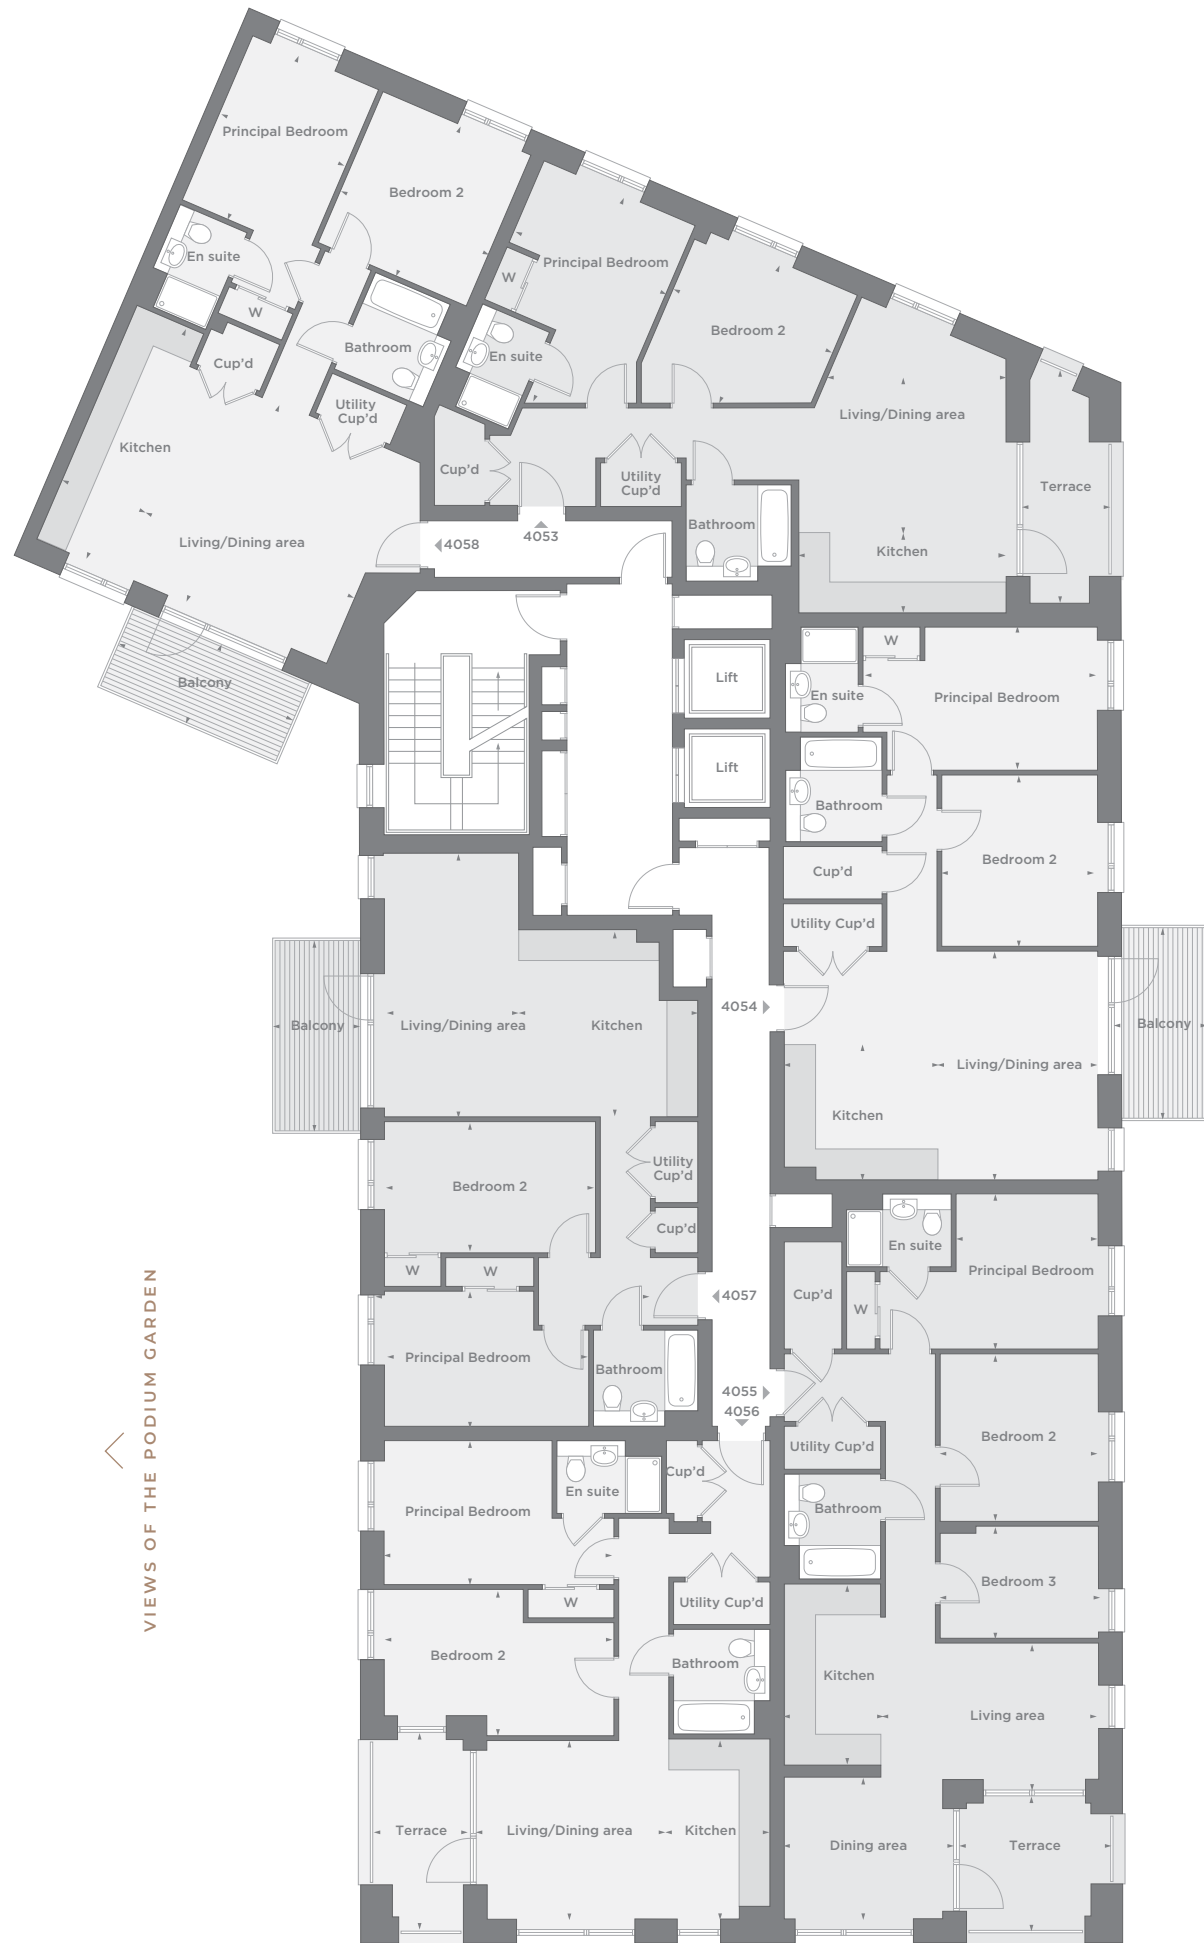 Principal Bedroom
Bedroom 2
En suite
W
Principal Bedroom
W
Bedroom 2
En suite
Bathroom
Cup'd
Utility
Cup'd
Kitchen
Living/Dining area
Balcony
Living/Dining area
Terrace
Cup'd
Utility
Cup'd
Bathroom
Kitchen
4058
4053
W
En suite
Principal Bedroom
Lift
Lift
Bathroom
Bedroom 2
Cup'd
Utility Cup'd
4054
Balcony
Living/Dining area
Kitchen
Living/Dining area
Balcony
Kitchen
Bedroom 2
Utility
Cup'd
Cup'd
W
W
4057
Principal Bedroom
Bathroom
En suite
Principal Bedroom
Cup'd
W
4055
4056
Bedroom 2
Utility Cup'd
Bathroom
Bedroom 3
Cup'd
En suite
Principal Bedroom
W
Utility Cup'd
Bedroom 2
Bathroom
Kitchen
Living area
Terrace
Living/Dining area
Kitchen
Dining area
Terrace
VIEWS OF THE PODIUM GARDEN